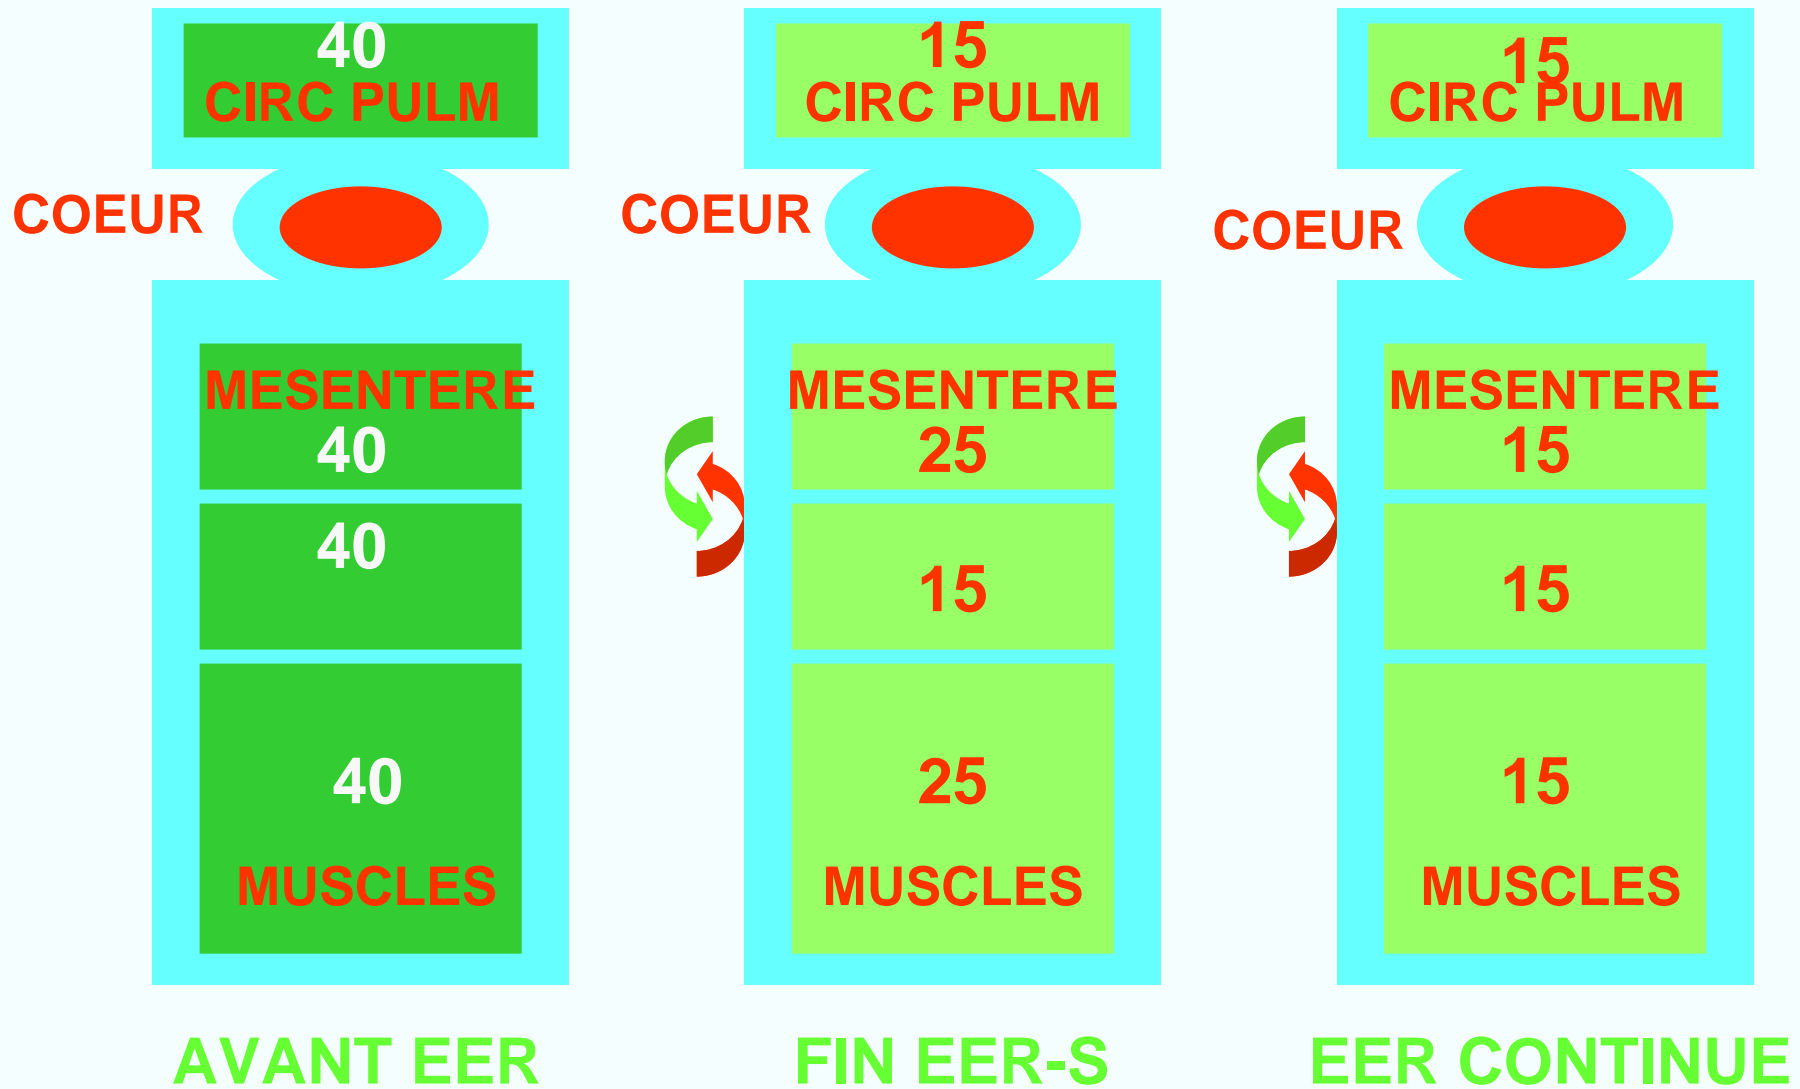 40
CIRC PULM
COEUR
MESENTERE
40
40
40
MUSCLES
AVANT EER
15
CIRC PULM
COEUR
MESENTERE
25
15
25
MUSCLES
FIN EER-S
15
CIRC PULM
COEUR
MESENTERE
15
15
15
MUSCLES
EER CONTINUE